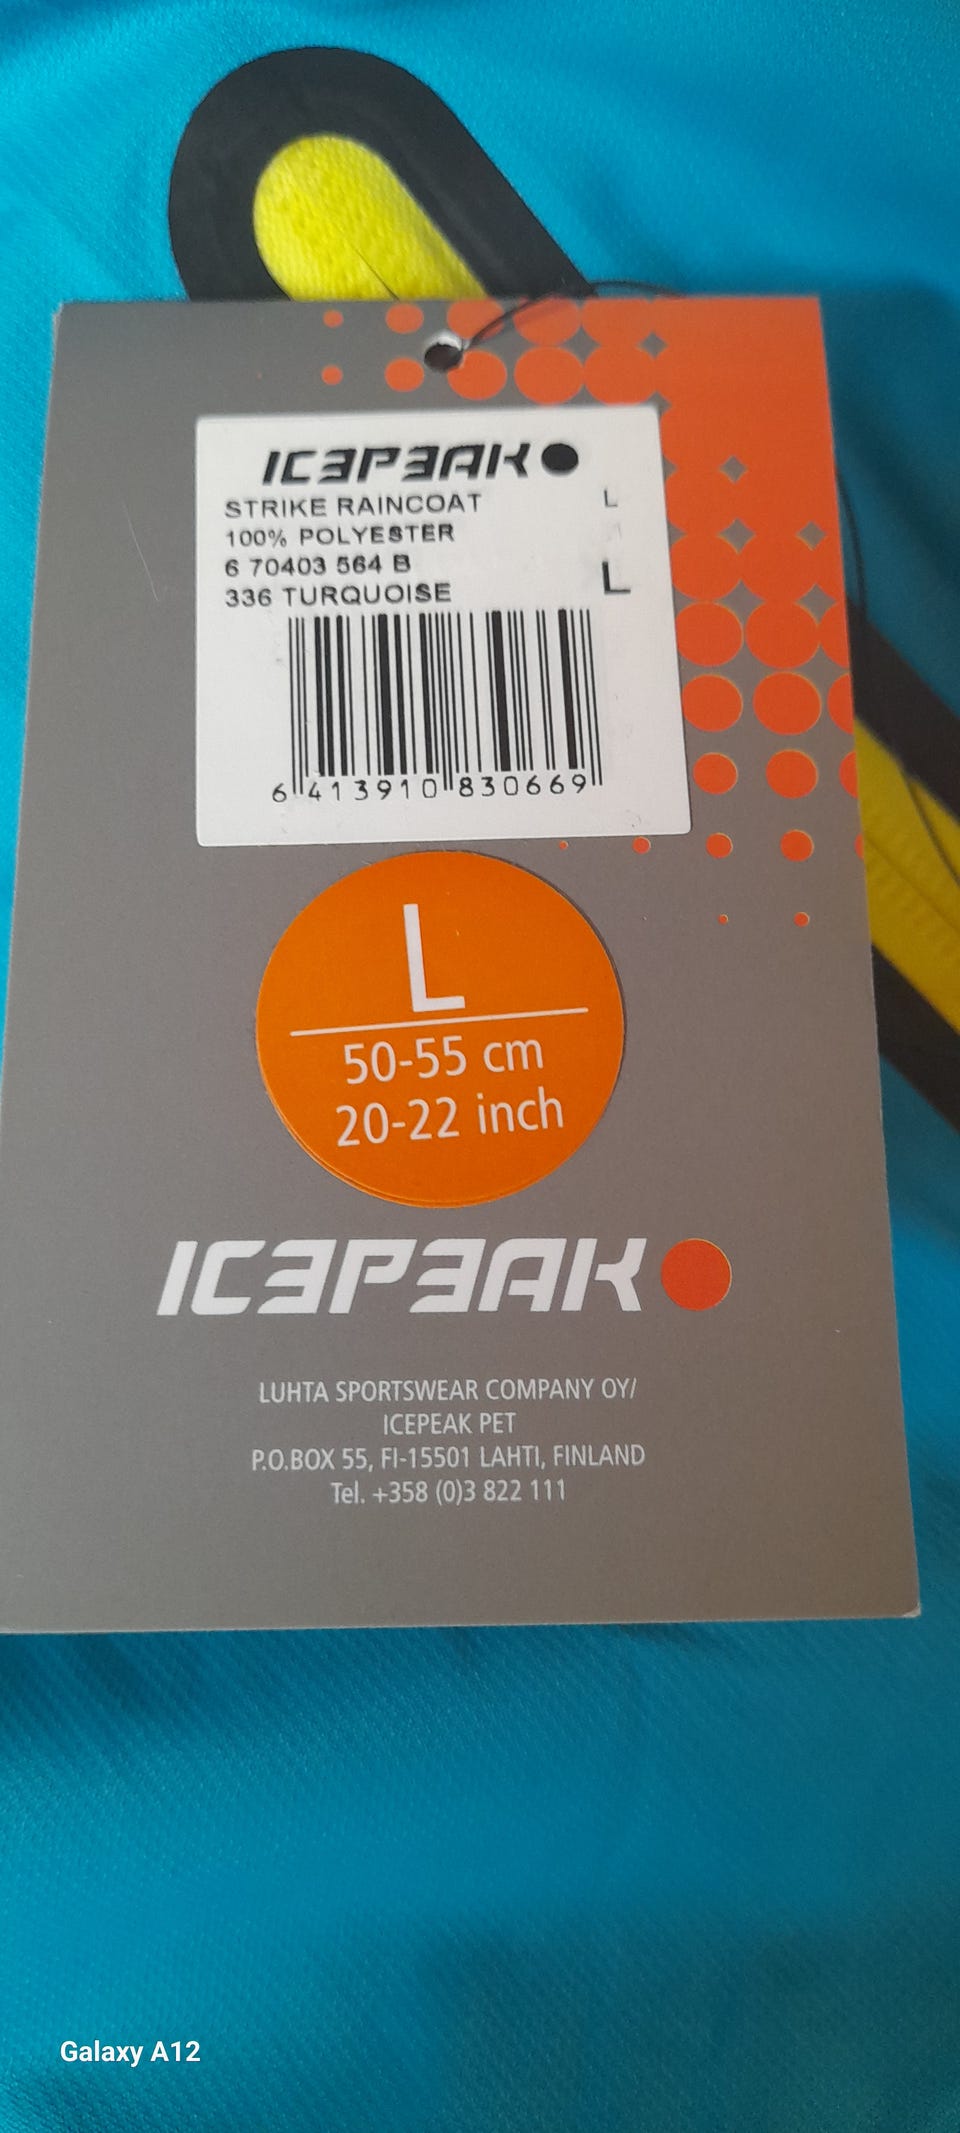 ICEPEAK
STRIKE RAINCOAT L
100% POLYESTER
6 70403 564 B
336 TURQUOISE L
6 413910 830669
L
50-55 cm
20-22 inch
ICEPEAK
LUHTA SPORTSWEAR COMPANY OY/
ICEPEAK PET
P.O.BOX 55, FI-15501 LAHTI, FINLAND
Tel. +358 (0)3 822 111
Galaxy A12